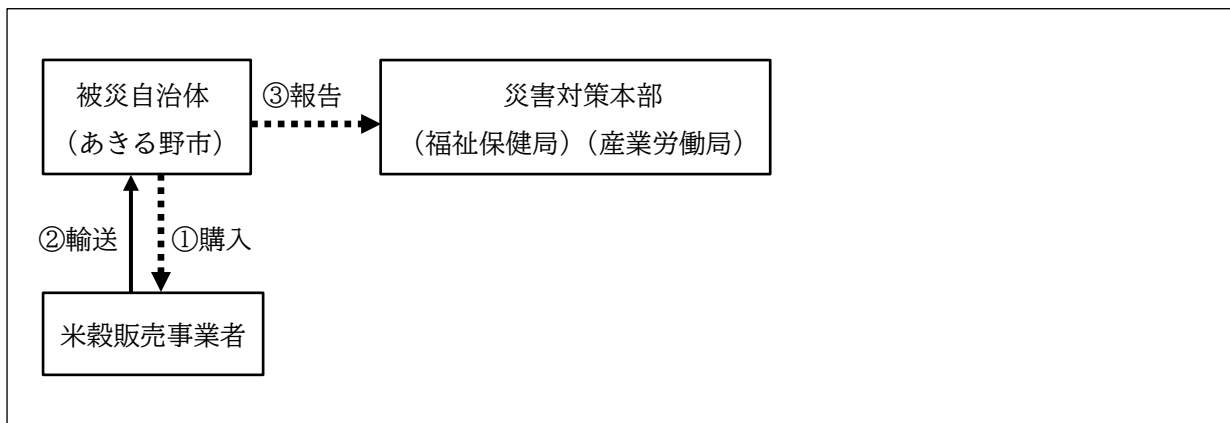 被災自治体
（あきる野市）
③報告
災害対策本部
（福祉保健局）（産業労働局）
②輸送
①購入
米穀販売事業者